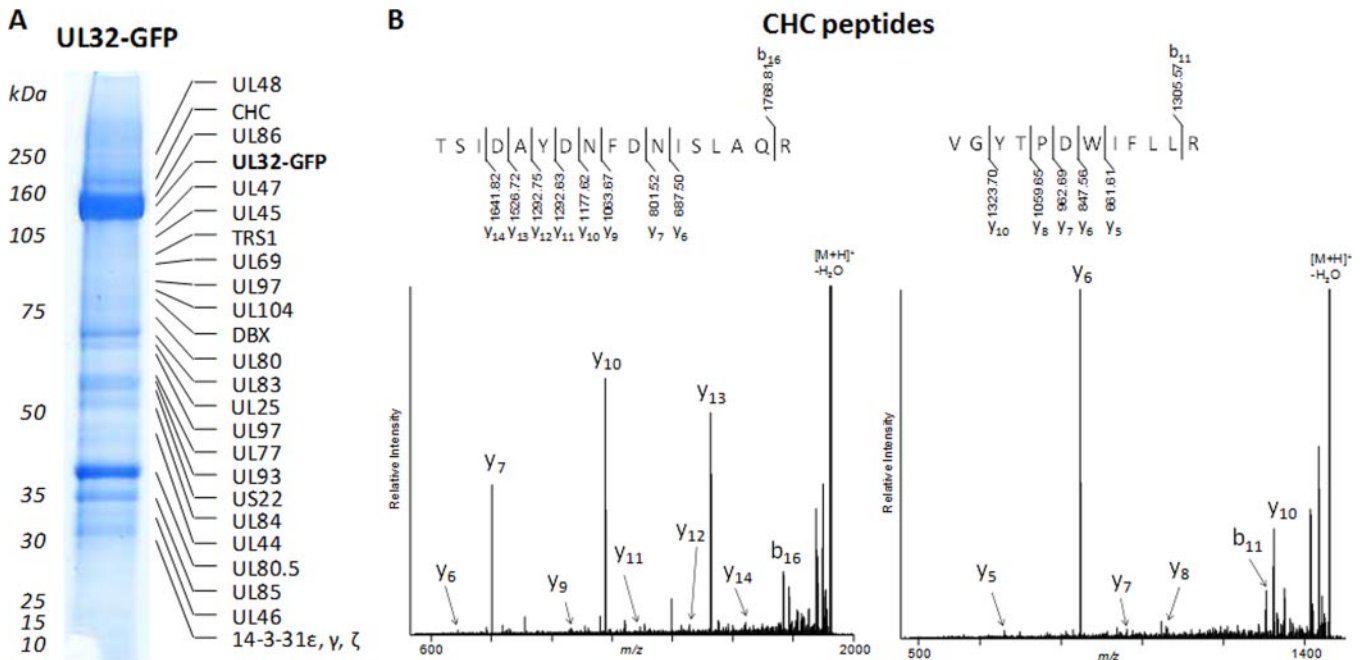 A
UL32-GFP
kDa
250
160
105
75
50
35
30
25
15
10
UL48
CHC
UL86
UL32-GFP
UL47
UL45
TRS1
UL69
UL97
UL104
DBX
UL80
UL83
UL25
UL97
UL77
UL93
US22
UL84
UL44
UL80.5
UL85
UL46
14-3-31ε, γ, ζ
B
CHC peptides
b16
1768.81
T S I D A Y D N F D N I S L A Q R
1641.82 1526.72 1292.75 1292.63 1177.62 1063.67 801.52 687.50
y14 y13 y12 y11 y10 y9 y7 y6
[M+H]+
-H2O
y10
y13
y7
y12
y11
b16
y14
y6
y9
Relative Intensity
600 m/z 2000
b11
1305.57
V G Y T P D W I F L L R
1323.70 1059.65 962.69 847.56 661.61
y10 y8 y7 y6 y5
[M+H]+
-H2O
y6
y10
b11
y8
y5
y7
Relative Intensity
500 m/z 1400